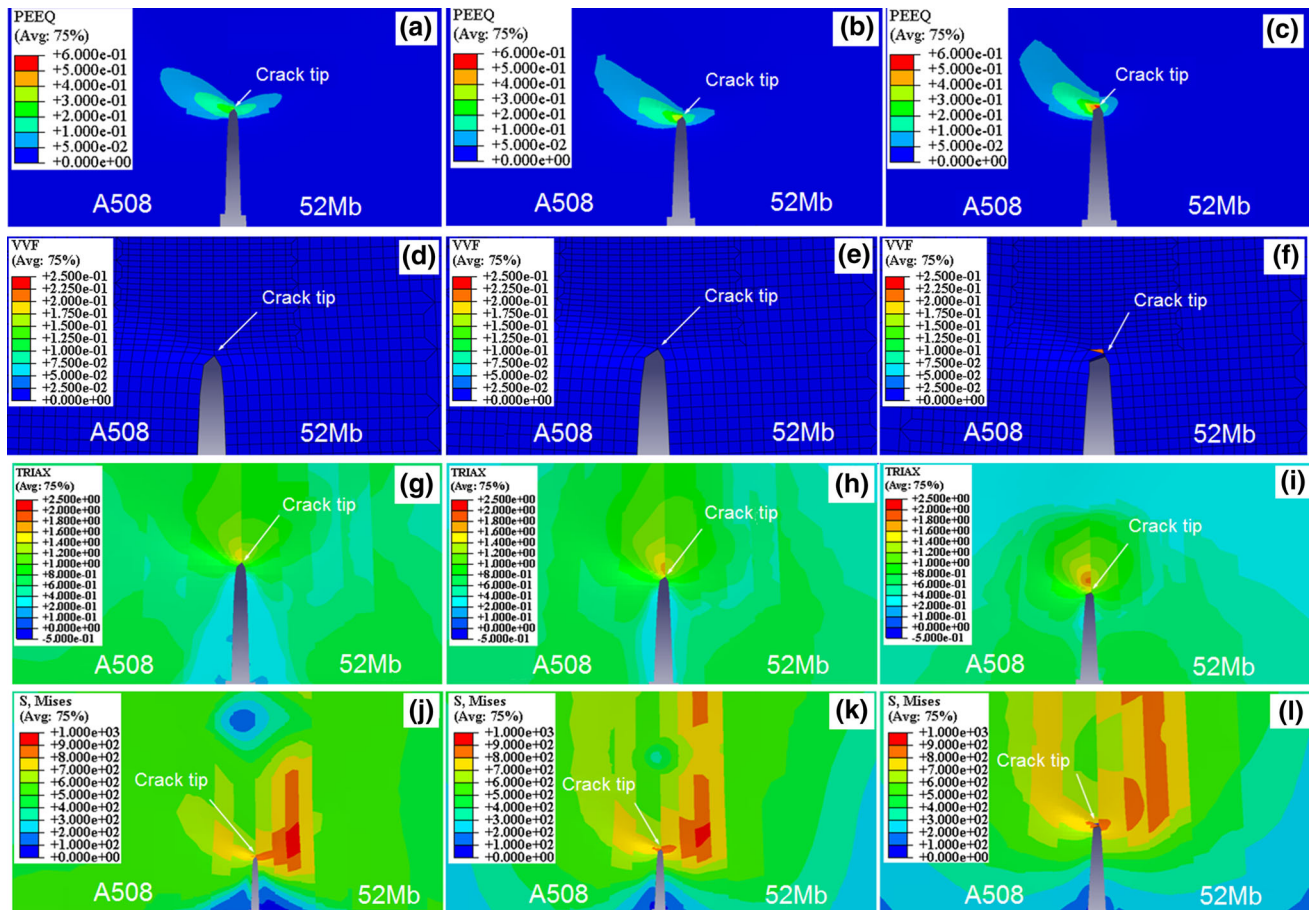 PEEQ
(Avg: 75%)
+6.000e-01
+5.000e-01
+3.000e-01
+2.000e-01
+1.000e-01
+5.000e-02
+0.000e+00
(a)
Crack tip
A508
52Mb
PEEQ
(Avg: 75%)
+6.000e-01
+5.000e-01
+3.000e-01
+2.000e-01
+1.000e-01
+5.000e-02
+0.000e+00
(b)
Crack tip
A508
52Mb
PEEQ
(Avg: 75%)
+6.000e-01
+5.000e-01
+3.000e-01
+2.000e-01
+1.000e-01
+5.000e-02
+0.000e+00
(c)
Crack tip
A508
52Mb
VVF
(Avg: 75%)
+2.500e-01
+2.250e-01
+2.000e-01
+1.750e-01
+1.500e-01
+1.250e-01
+1.000e-01
+7.500e-02
+5.000e-02
+2.500e-02
+0.000e+00
(d)
Crack tip
A508
52Mb
VVF
(Avg: 75%)
+2.500e-01
+2.250e-01
+2.000e-01
+1.750e-01
+1.500e-01
+1.250e-01
+1.000e-01
+7.500e-02
+5.000e-02
+2.500e-02
+0.000e+00
(e)
Crack tip
A508
52Mb
VVF
(Avg: 75%)
+2.500e-01
+2.250e-01
+2.000e-01
+1.750e-01
+1.500e-01
+1.250e-01
+1.000e-01
+7.500e-02
+5.000e-02
+2.500e-02
+0.000e+00
(f)
Crack tip
A508
52Mb
TRIAX
(Avg: 75%)
+2.500e+00
+2.000e+00
+1.800e+00
+1.600e+00
+1.400e+00
+1.200e+00
+1.000e+00
+8.000e-01
+6.000e-01
+4.000e-01
+2.000e-01
+1.000e-01
+0.000e+00
-5.000e-01
(g)
Crack tip
A508
52Mb
TRIAX
(Avg: 75%)
+2.500e+00
+2.000e+00
+1.800e+00
+1.600e+00
+1.400e+00
+1.200e+00
+1.000e+00
+8.000e-01
+6.000e-01
+4.000e-01
+2.000e-01
+1.000e-01
+0.000e+00
-5.000e-01
(h)
Crack tip
A508
52Mb
TRIAX
(Avg: 75%)
+2.500e+00
+2.000e+00
+1.800e+00
+1.600e+00
+1.400e+00
+1.200e+00
+1.000e+00
+8.000e-01
+6.000e-01
+4.000e-01
+2.000e-01
+1.000e-01
+0.000e+00
-5.000e-01
(i)
Crack tip
A508
52Mb
S, Mises
(Avg: 75%)
+1.000e+03
+9.000e+02
+8.000e+02
+7.000e+02
+6.000e+02
+5.000e+02
+4.000e+02
+3.000e+02
+2.000e+02
+1.000e+02
+0.000e+00
(j)
Crack tip
A508
52Mb
S, Mises
(Avg: 75%)
+1.000e+03
+9.000e+02
+8.000e+02
+7.000e+02
+6.000e+02
+5.000e+02
+4.000e+02
+3.000e+02
+2.000e+02
+1.000e+02
+0.000e+00
(k)
Crack tip
A508
52Mb
S, Mises
(Avg: 75%)
+1.000e+03
+9.000e+02
+8.000e+02
+7.000e+02
+6.000e+02
+5.000e+02
+4.000e+02
+3.000e+02
+2.000e+02
+1.000e+02
+0.000e+00
(l)
Crack tip
A508
52Mb